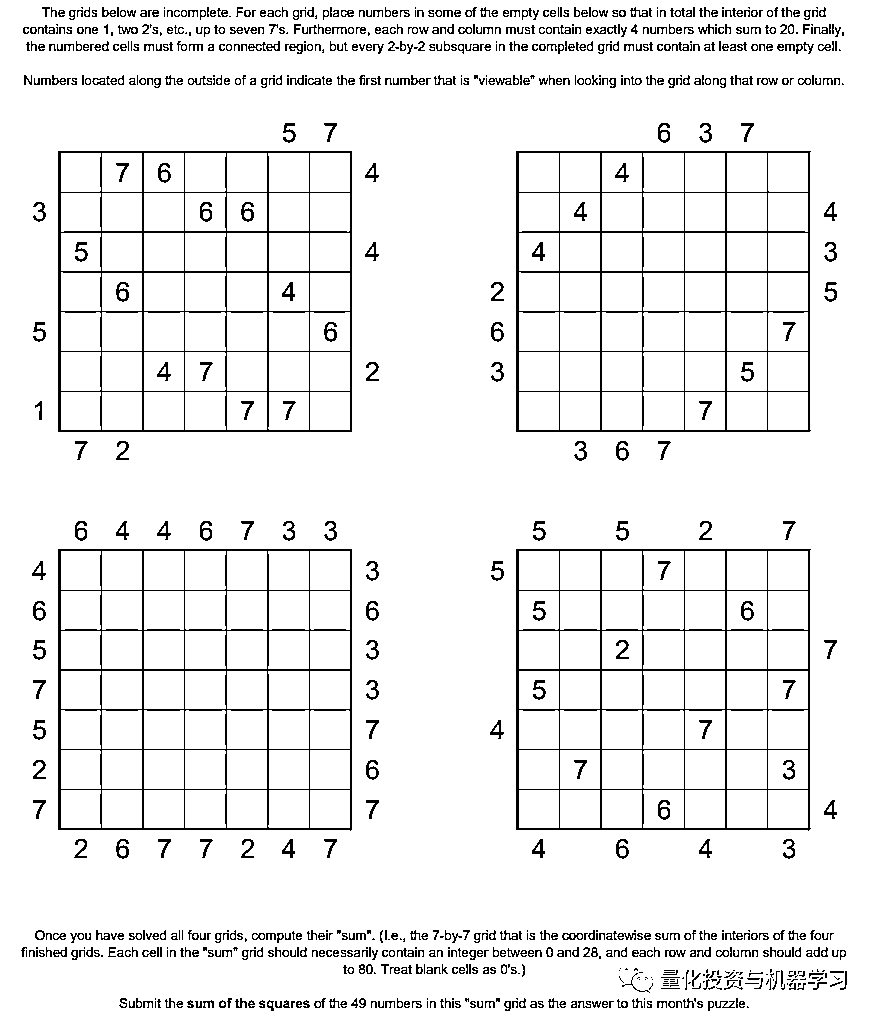 The grids below are incomplete. For each grid, place numbers in some of the empty cells below so that in total the interior of the grid
contains one 1, two 2's, etc., up to seven 7's. Furthermore, each row and column must contain exactly 4 numbers which sum to 20. Finally,
the numbered cells must form a connected region, but every 2-by-2 subsquare in the completed grid must contain at least one empty cell.
Numbers located along the outside of a grid indicate the first number that is "viewable" when looking into the grid along that row or column.
5 7
7 6 4
3 6 6
5 4
6 4
5 6
4 7 2
1 7 7
7 2
6 3 7
4
4 4
4 3
2 5
6 7
3 5
7
3 6 7
6 4 4 6 7 3 3
4 3
6 6
5 3
7 3
5 7
2 6
7 7
2 6 7 7 2 4 7
5 5 2 7
5 7
5 6
2 7
5 7
4 7
7 3
6 4
4 6 4 3
Once you have solved all four grids, compute their "sum". (I.e., the 7-by-7 grid that is the coordinatewise sum of the interiors of the four
finished grids. Each cell in the "sum" grid should necessarily contain an integer between 0 and 28, and each row and column should add up
to 80. Treat blank cells as 0's.)
量化投资与机器学习
Submit the sum of the squares of the 49 numbers in this "sum" grid as the answer to this month's puzzle.